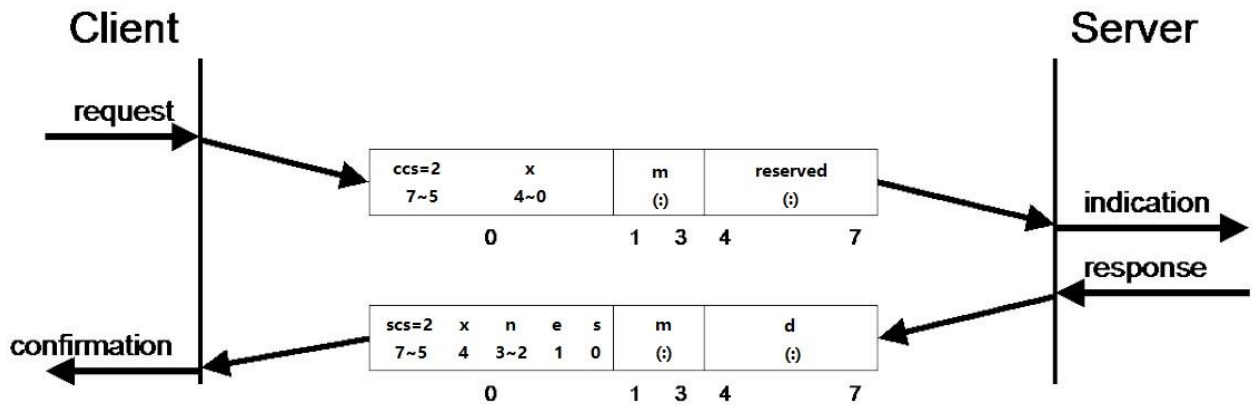 Client
Server
request
ccs=2 x m reserved
7~5 4~0 (:) (:)
0 1 3 4 7
indication
response
scs=2 x n e s m d
7~5 4 3~2 1 0 (:) (:)
confirmation
0 1 3 4 7